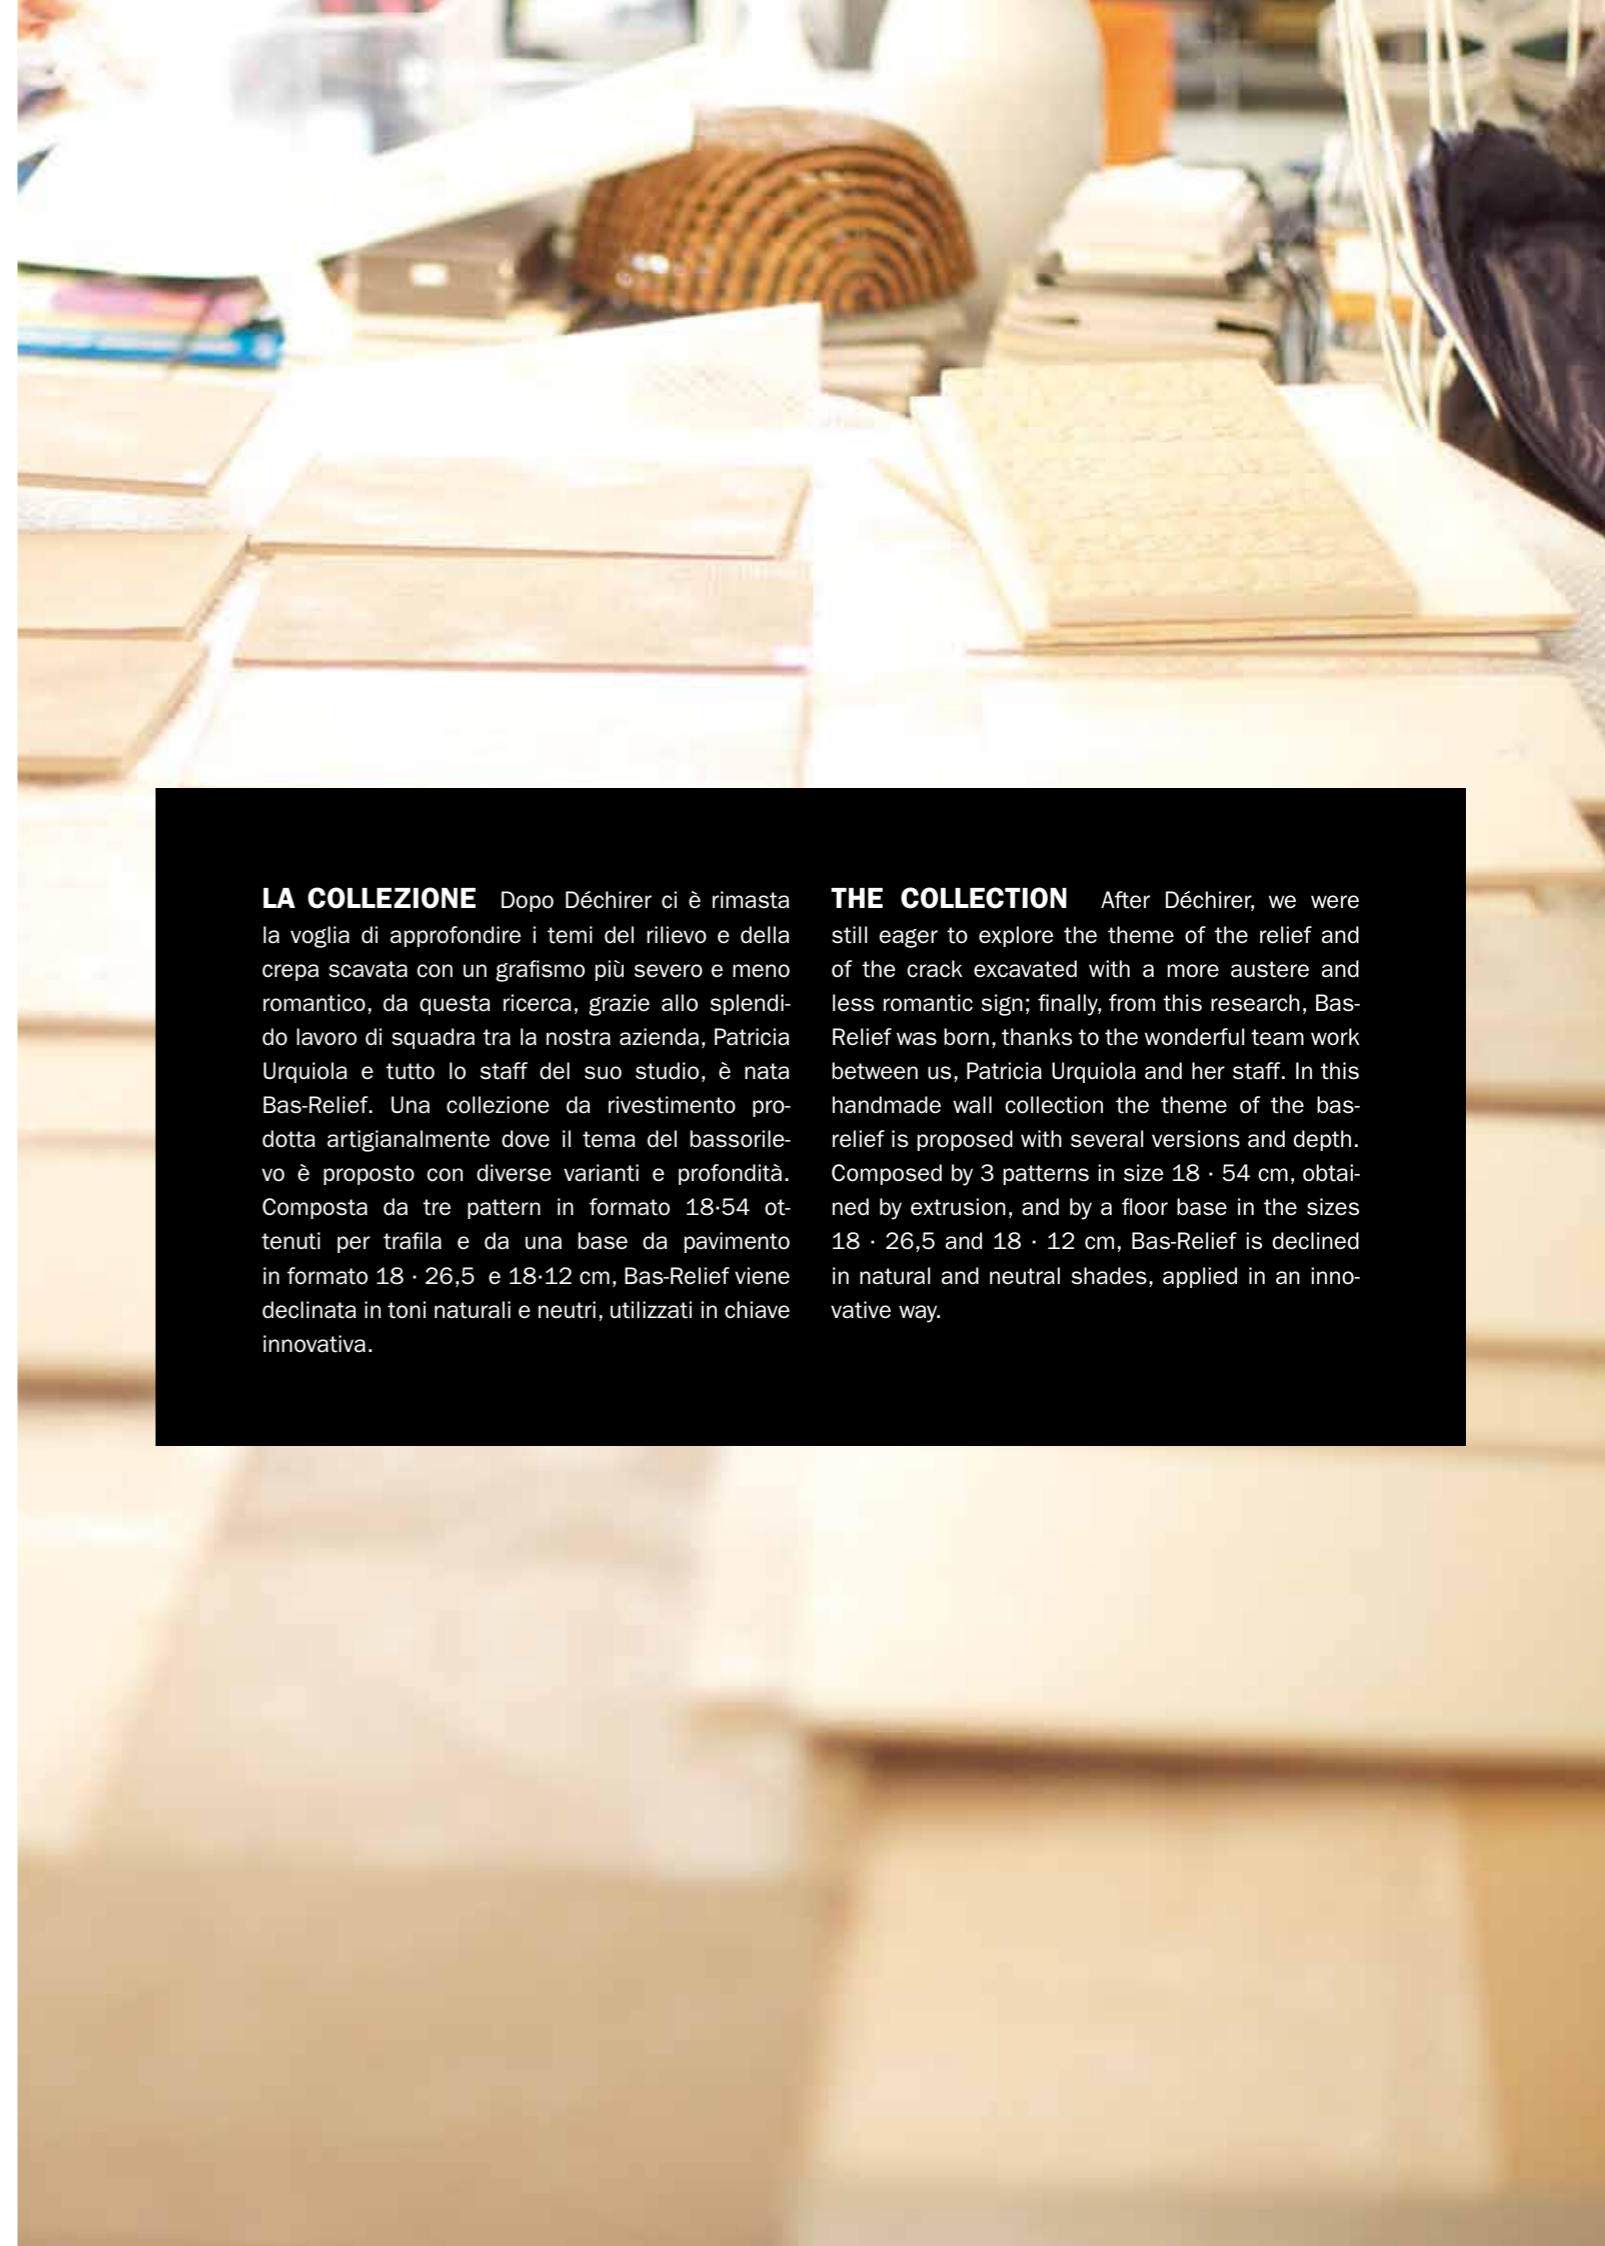 LA COLLEZIONE Dopo Déchirer ci è rimasta
la voglia di approfondire i temi del rilievo e della
crepa scavata con un grafismo più severo e meno
romantico, da questa ricerca, grazie allo splendi-
do lavoro di squadra tra la nostra azienda, Patricia
Urquiola e tutto lo staff del suo studio, è nata
Bas-Relief. Una collezione da rivestimento pro-
dotta artigianalmente dove il tema del bassorile-
vo è proposto con diverse varianti e profondità.
Composta da tre pattern in formato 18·54 ot-
tenuti per trafila e da una base da pavimento
in formato 18 · 26,5 e 18·12 cm, Bas-Relief viene
declinata in toni naturali e neutri, utilizzati in chiave
innovativa.
THE COLLECTION After Déchirer, we were
still eager to explore the theme of the relief and
of the crack excavated with a more austere and
less romantic sign; finally, from this research, Bas-
Relief was born, thanks to the wonderful team work
between us, Patricia Urquiola and her staff. In this
handmade wall collection the theme of the bas-
relief is proposed with several versions and depth.
Composed by 3 patterns in size 18 · 54 cm, obtai-
ned by extrusion, and by a floor base in the sizes
18 · 26,5 and 18 · 12 cm, Bas-Relief is declined
in natural and neutral shades, applied in an inno-
vative way.